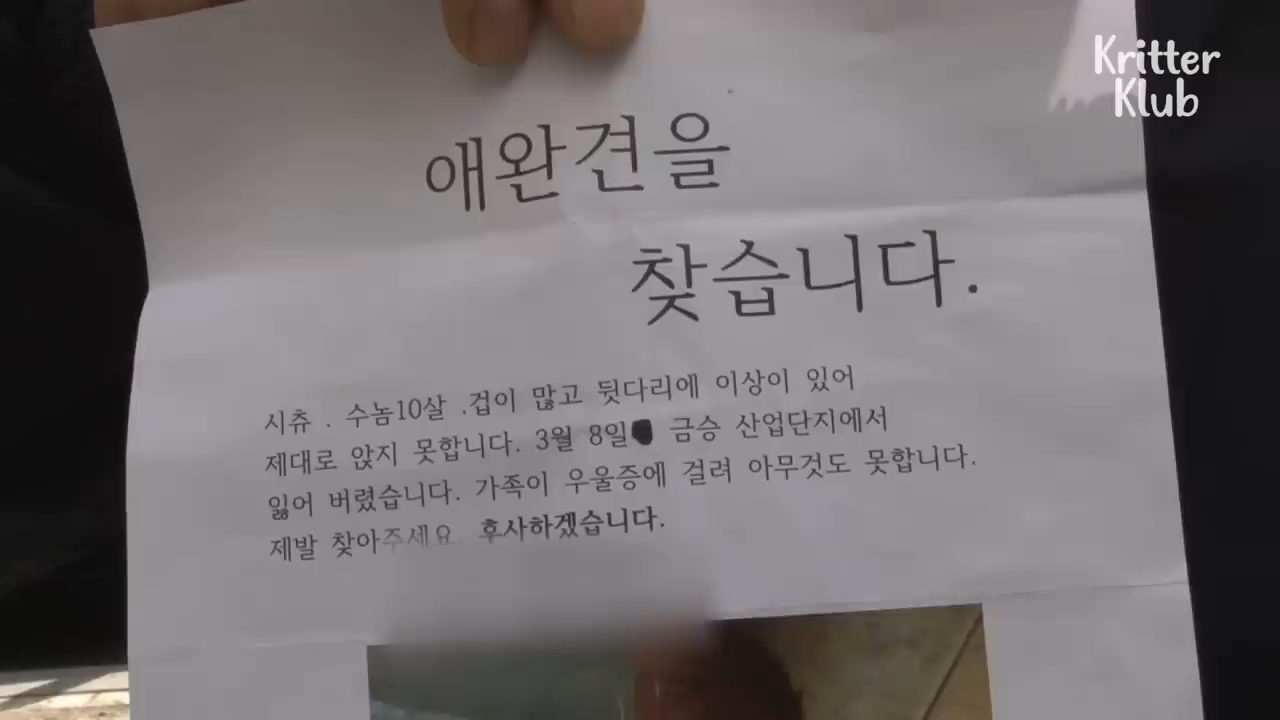 Kritter
Klub
애완견을
찾습니다.
시츄 . 수놈10살 .겁이 많고 뒷다리에 이상이 있어
제대로 앉지 못합니다. 3월 8일 금승 산업단지에서
잃어 버렸습니다. 가족이 우울증에 걸려 아무것도 못합니다.
제발 찾아주세요. 후사하겠습니다.